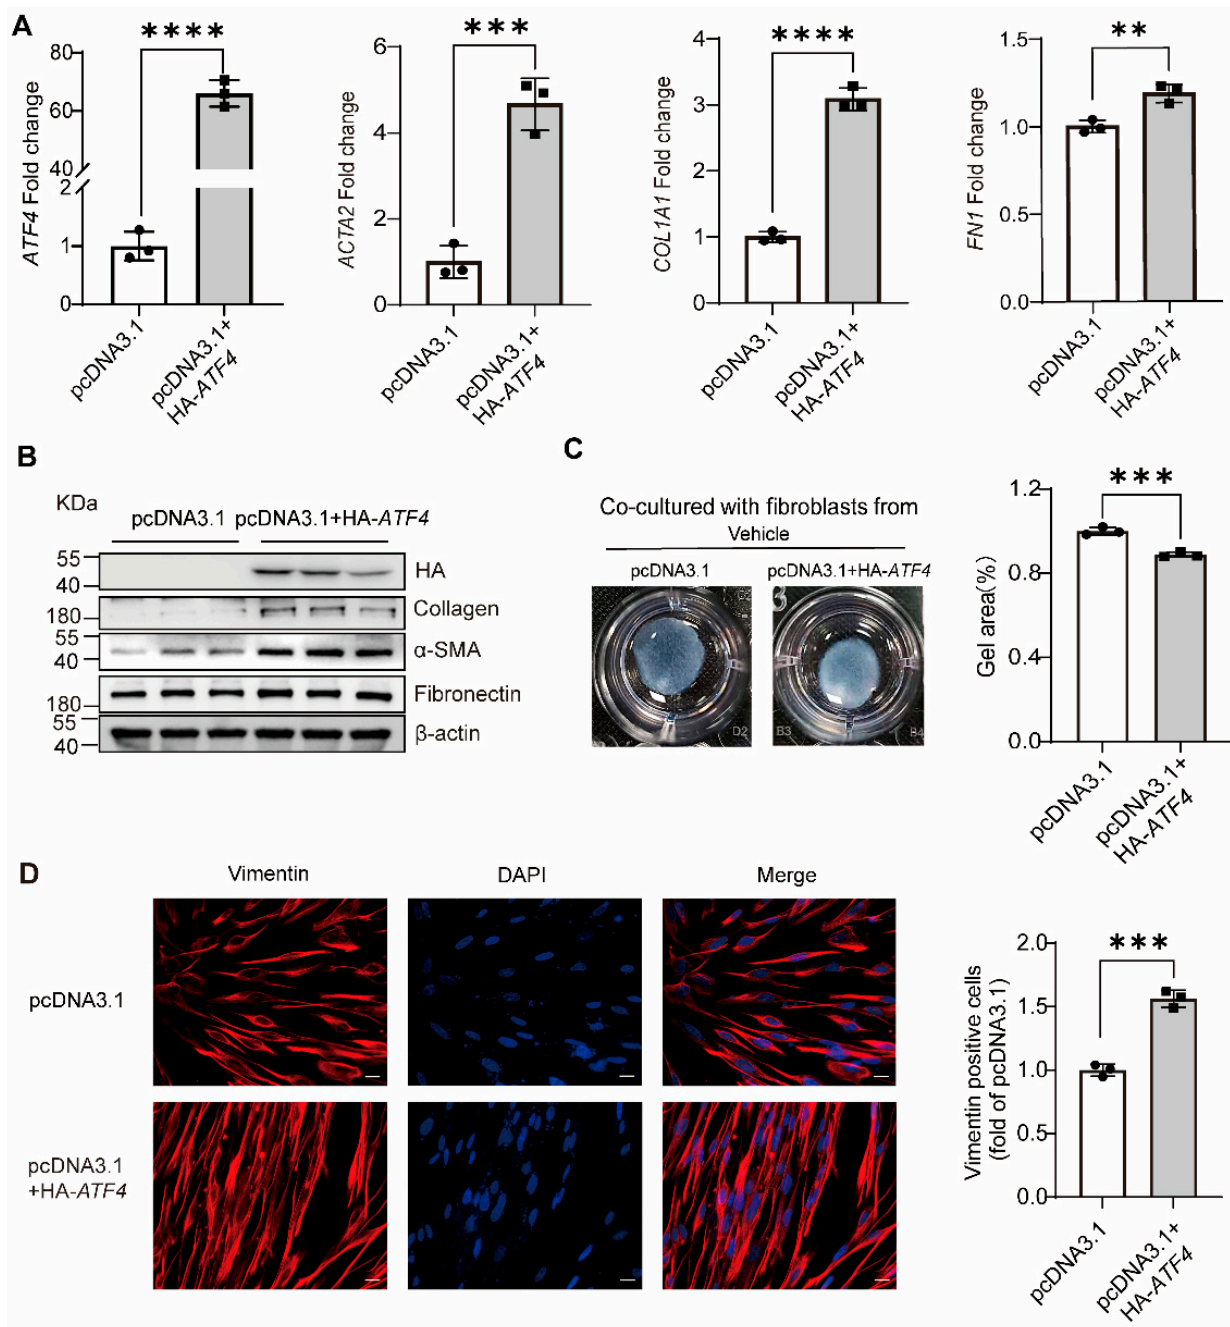 A
****
***
****
**
ATF4 Fold change
80
60
40
2
1
0
ACTA2 Fold change
6
4
2
0
COL1A1 Fold change
4
3
2
1
0
FN1 Fold change
1.5
1.0
0.5
0.0
pcDNA3.1
pcDNA3.1+
HA-ATF4
pcDNA3.1
pcDNA3.1+
HA-ATF4
pcDNA3.1
pcDNA3.1+
HA-ATF4
pcDNA3.1
pcDNA3.1+
HA-ATF4
B
KDa
pcDNA3.1 pcDNA3.1+HA-ATF4
55
40
HA
180
Collagen
55
40
α-SMA
180
Fibronectin
55
40
β-actin
C
Co-cultured with fibroblasts from
Vehicle
pcDNA3.1 pcDNA3.1+HA-ATF4
D2
B3
B4
***
Gel area(%)
1.2
0.8
0.4
0.0
pcDNA3.1
pcDNA3.1+
HA-ATF4
D
Vimentin DAPI Merge
pcDNA3.1
pcDNA3.1
+HA-ATF4
***
Vimentin positive cells
(fold of pcDNA3.1)
2.0
1.5
1.0
0.5
0.0
pcDNA3.1
pcDNA3.1+
HA-ATF4